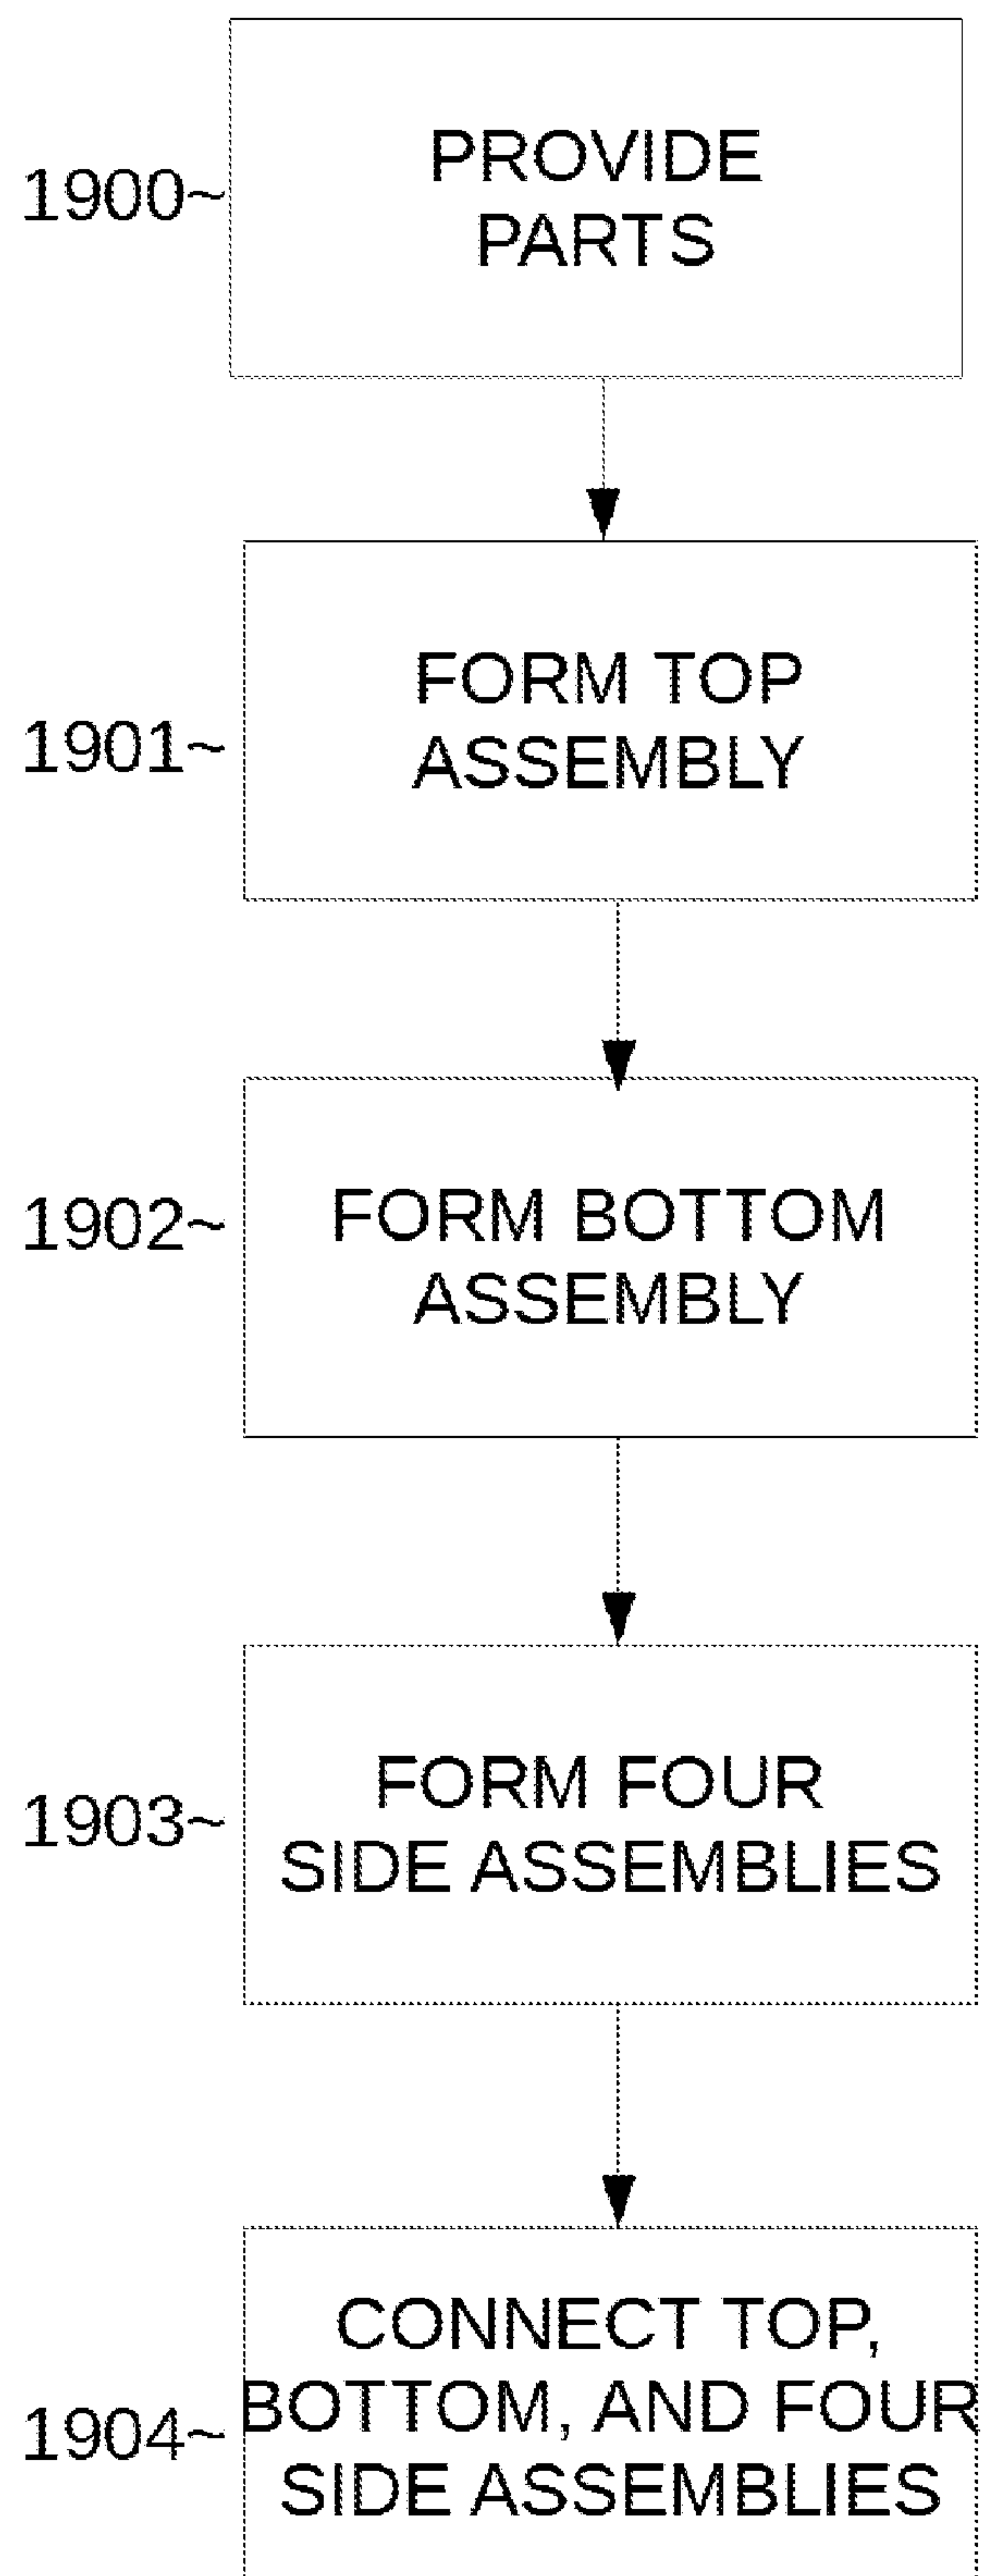 PROVIDE
1900~
PARTS
FORM TOP
1901~
ASSEMBLY
1902~
FORM BOTTOM
ASSEMBLY
FORM FOUR
1903~
SIDE ASSEMBLIES
CONNECT TOP,
BOTTOM, AND FOUR
1904~
SIDE ASSEMBLIES